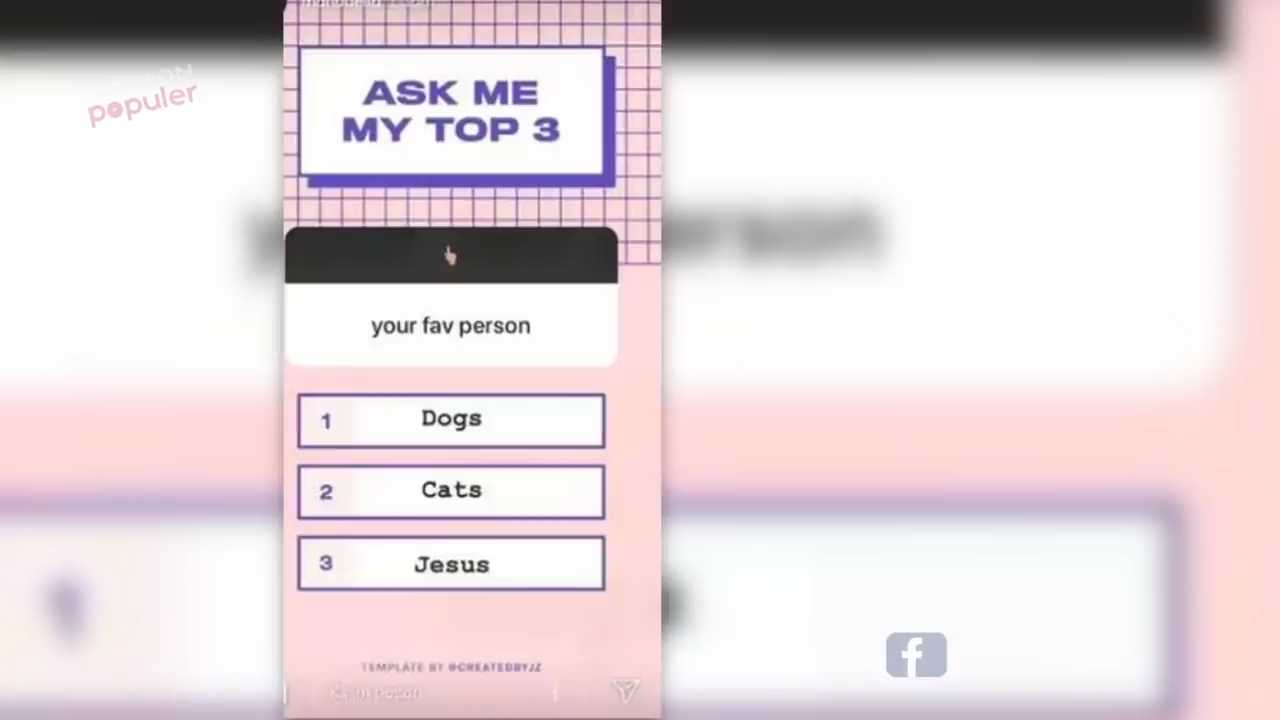 populer
ASK ME
MY TOP 3
your fav person
1 Dogs
2 Cats
3 Jesus
TEMPLATE BY @CREATEDBYJZ